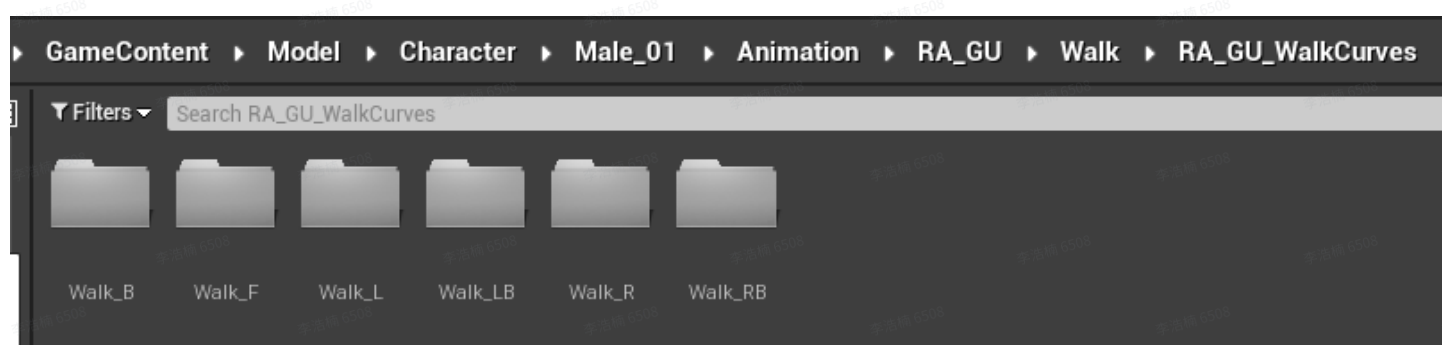 GameContent Model Character Male_01 Animation RA_GU Walk RA_GU_WalkCurves
Filters Search RA_GU_WalkCurves
Walk_B Walk_F Walk_L Walk_LB Walk_R Walk_RB